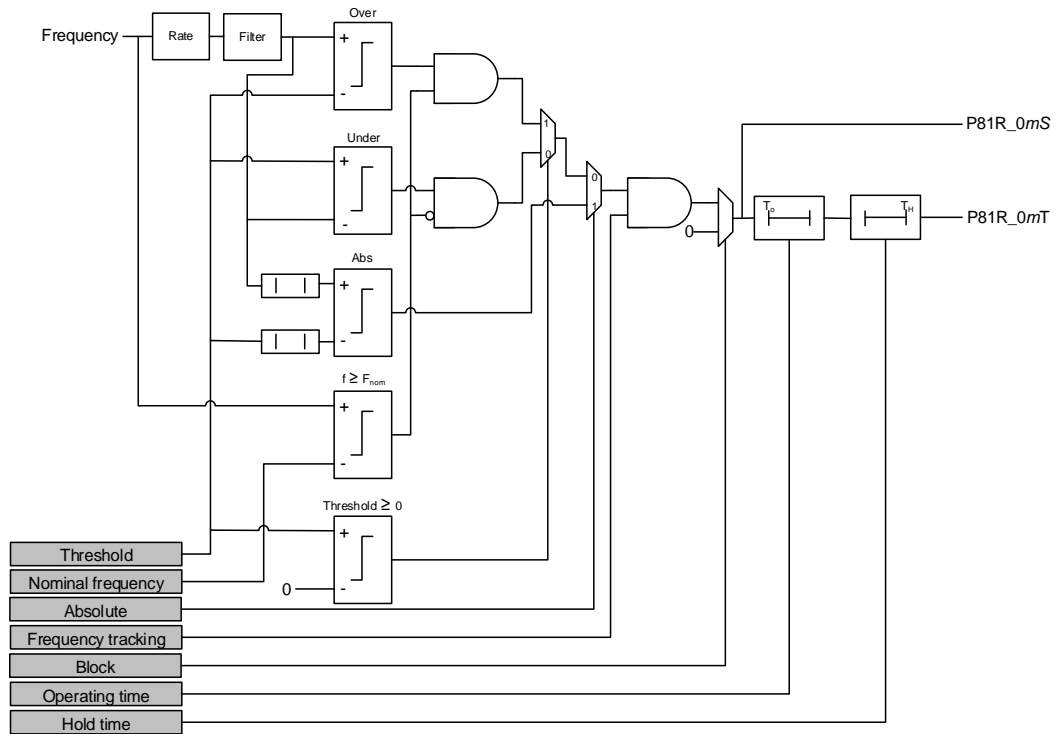 Over
Frequency
Rate
Filter
+
-
Under
+
-
1
0
0
1
0
P81R_0mS
To
TH
P81R_0mT
Abs
| |
+
| |
-
f ≥ Fnom
+
-
Threshold ≥ 0
+
0
-
Threshold
Nominal frequency
Absolute
Frequency tracking
Block
Operating time
Hold time